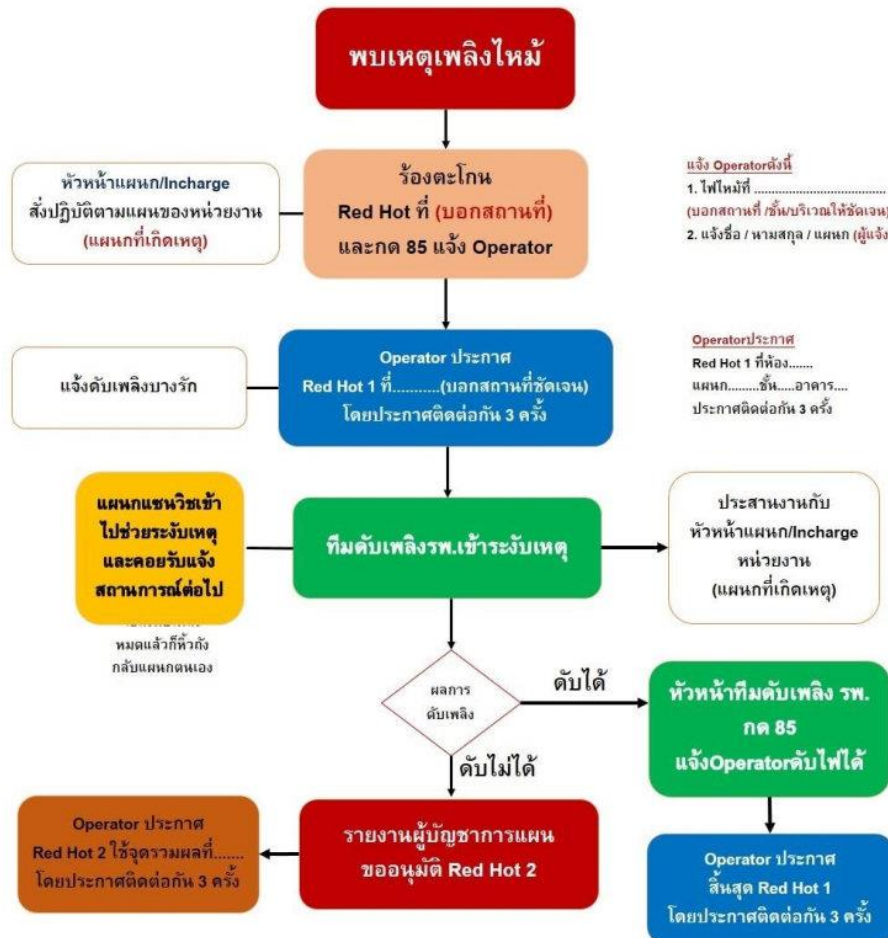 พบเหตุเพลิงไหม้
หัวหน้าแผนก/Incharge
สั่งปฏิบัติตามแผนของหน่วยงาน
(แผนกที่เกิดเหตุ)
ร้องตะโกน
Red Hot ที่ (บอกสถานที่)
และกด 85 แจ้ง Operator
แจ้ง Operatorดังนี้
1. ไฟไหม้ที่ ....................................
(บอกสถานที่ /ชั้น/บริเวณให้ชัดเจน)
2. แจ้งชื่อ / นามสกุล / แผนก (ผู้แจ้ง
แจ้งดับเพลิงบางรัก
Operator ประกาศ
Red Hot 1 ที่...........(บอกสถานที่ชัดเจน)
โดยประกาศติดต่อกัน 3 ครั้ง
Operatorประกาศ
Red Hot 1 ที่ห้อง.......
แผนก.........ชั้น.....อาคาร....
ประกาศติดต่อกัน 3 ครั้ง
แผนกแซนวิชเข้า
ไปช่วยระงับเหตุ
และคอยรับแจ้ง
สถานการณ์ต่อไป
หมดแล้วก็หิ้วถัง
กลับแผนกตนเอง
ทีมดับเพลิงรพ.เข้าระงับเหตุ
ประสานงานกับ
หัวหน้าแผนก/Incharge
หน่วยงาน
(แผนกที่เกิดเหตุ)
ผลการ
ดับเพลิง
ดับได้
หัวหน้าทีมดับเพลิง รพ.
กด 85
แจ้งOperatorดับไฟได้
ดับไม่ได้
Operator ประกาศ
Red Hot 2 ใช้จุดรวมผลที่.......
โดยประกาศติดต่อกัน 3 ครั้ง
รายงานผู้บัญชาการแผน
ขออนุมัติ Red Hot 2
Operator ประกาศ
สิ้นสุด Red Hot 1
โดยประกาศติดต่อกัน 3 ครั้ง